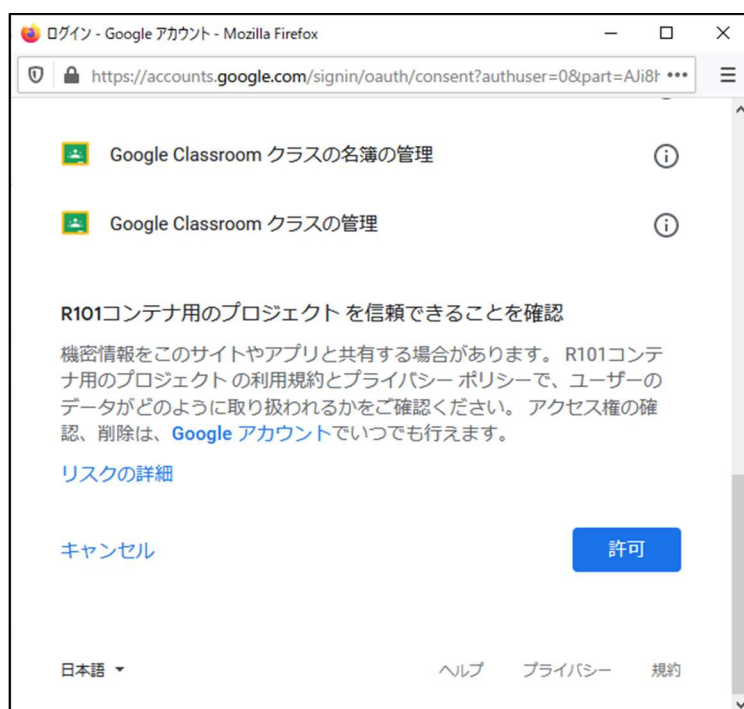 ログイン - Google アカウント - Mozilla Firefox
https://accounts.google.com/signin/oauth/consent?authuser=0&part=AJi8h
Google Classroom クラスの名簿の管理
Google Classroom クラスの管理
R101コンテナ用のプロジェクト を信頼できることを確認
機密情報をこのサイトやアプリと共有する場合があります。 R101コンテ
ナ用のプロジェクト の利用規約とプライバシー ポリシーで、ユーザーの
データがどのように取り扱われるかをご確認ください。 アクセス権の確
認、削除は、Google アカウントでいつでも行えます。
リスクの詳細
キャンセル 許可
日本語 ヘルプ プライバシー 規約